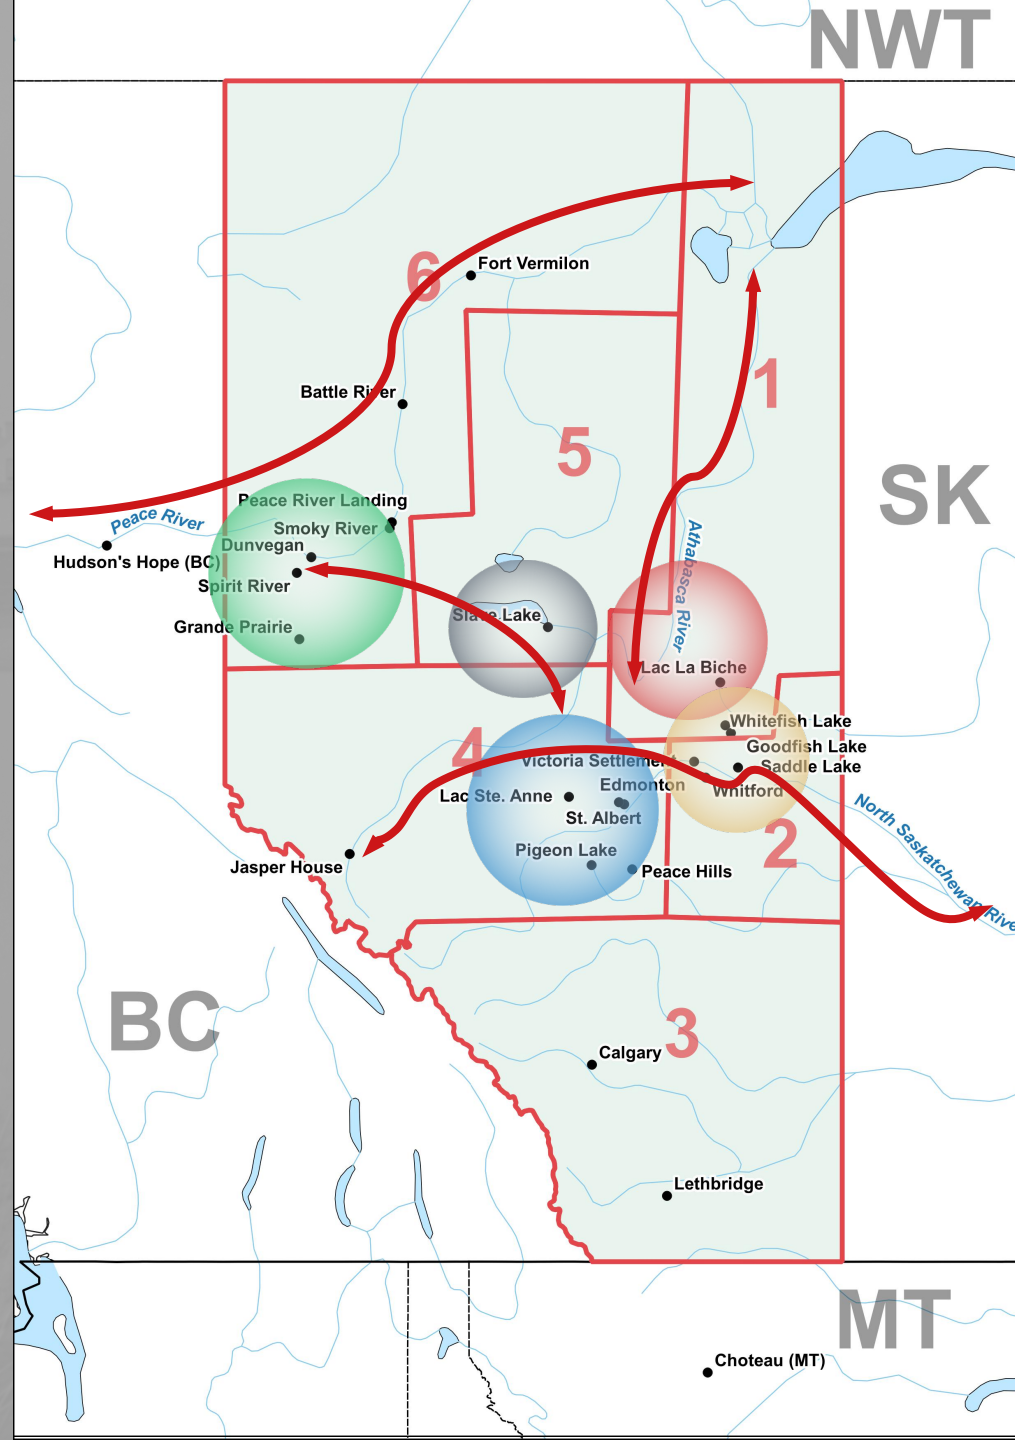 NWT
Fort Vermilon
6
1
Battle River
5
SK
Peace River Landing
Peace River
Smoky River
Dunvegan
Hudson's Hope (BC)
Spirit River
Athabasca River
Slave Lake
Grande Prairie
Lac La Biche
Whitefish Lake
4
Goodfish Lake
Victoria Settlement
Saddle Lake
Edmonton
Whitford
Lac Ste. Anne
St. Albert
North Saskatchewan River
2
Pigeon Lake
Jasper House
Peace Hills
BC
3
Calgary
Lethbridge
MT
Choteau (MT)